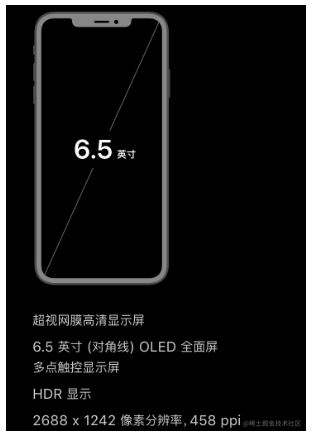 6.5 英寸
超视网膜高清显示屏
6.5 英寸 (对角线) OLED 全面屏
多点触控显示屏
HDR 显示
2688 x 1242 像素分辨率, 458 ppi
@稀土掘金技术社区